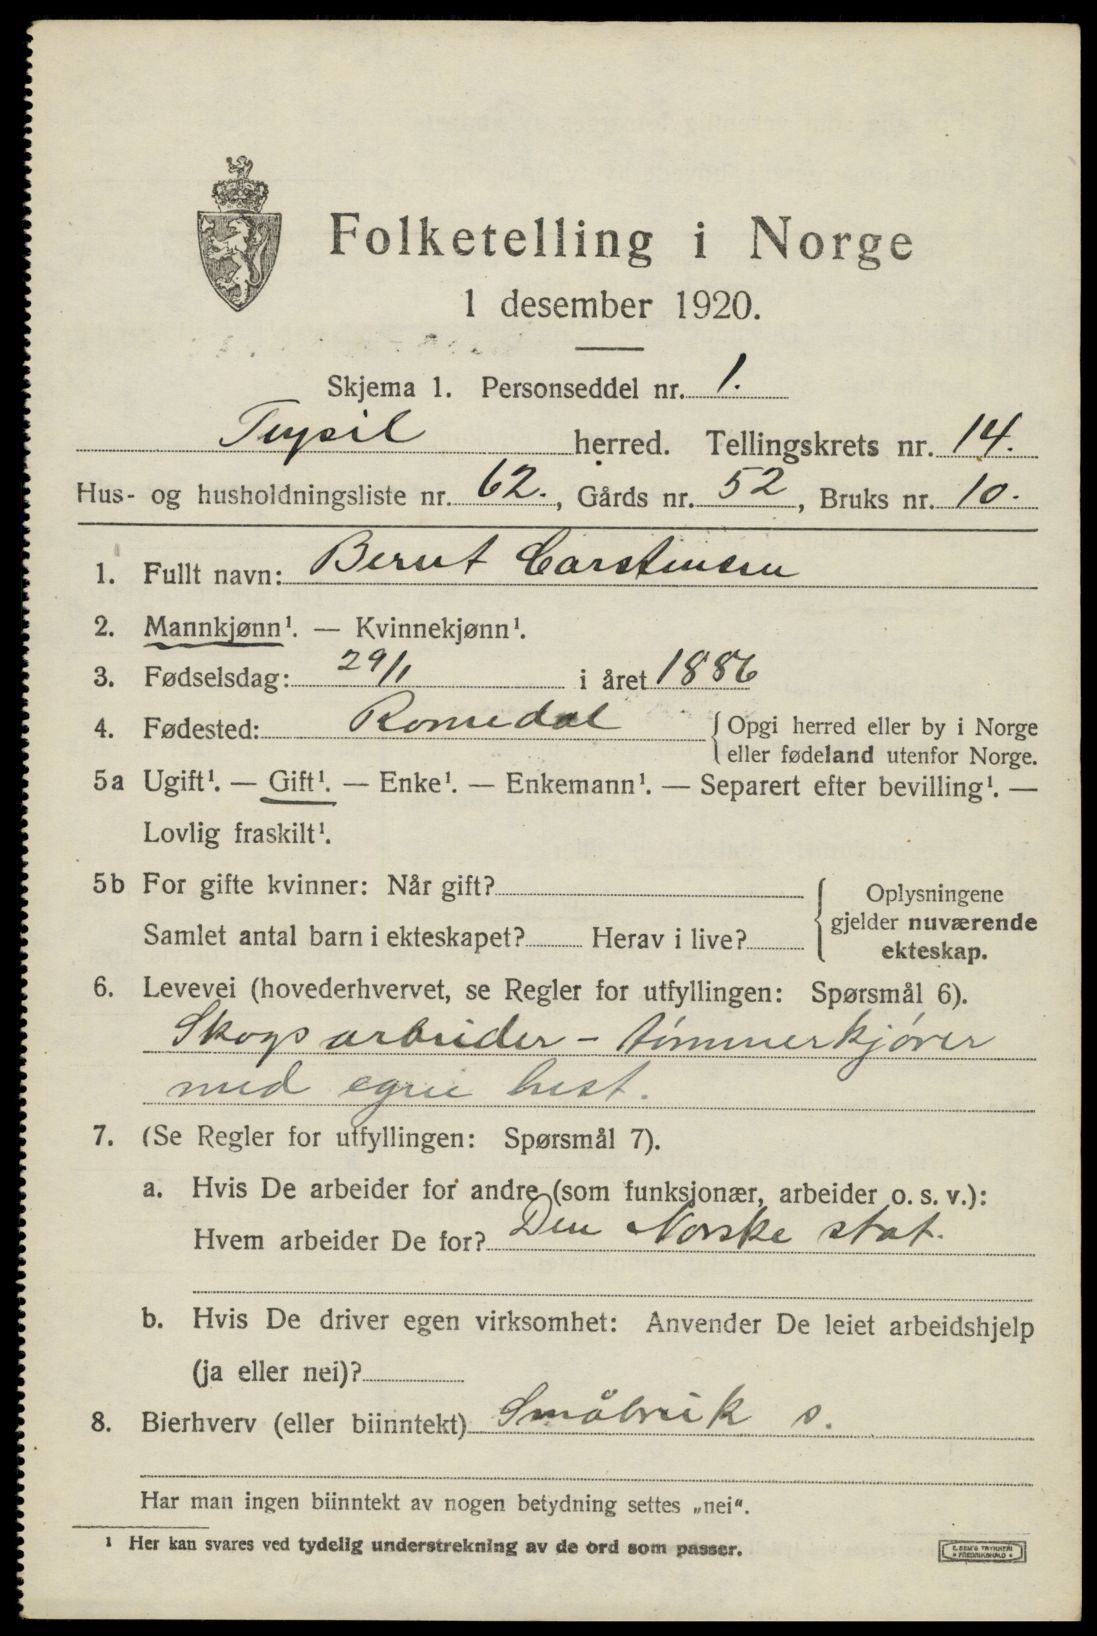 Folketelling i Norge
1 desember 1920.
Skjema 1. Personseddel nr. 1.
Trysil herred. Tellingskrets nr. 14.
Hus- og husholdningsliste nr. 62., Gårds nr. 52, Bruks nr. 10.
1. Fullt navn: Bernt Carstensen
2. Mannkjønn¹. — Kvinnekjønn¹.
3. Fødselsdag: 29/1 i året 1886
4. Fødested: Romedal { Opgi herred eller by i Norge
eller fødeland utenfor Norge.
5a Ugift¹. — Gift¹. — Enke¹. — Enkemann¹. — Separert efter bevilling¹. —
Lovlig fraskilt¹.
5b For gifte kvinner: Når gift?
Samlet antal barn i ekteskapet? Herav i live?
{ Oplysningene
gjelder nuværende
ekteskap.
6. Levevei (hovederhvervet, se Regler for utfyllingen: Spørsmål 6).
Skogsarbeider – tømmerkjører
med egne hest.
7. (Se Regler for utfyllingen: Spørsmål 7).
a. Hvis De arbeider for andre (som funksjonær, arbeider o. s. v.):
Hvem arbeider De for? Den Norske stat.
b. Hvis De driver egen virksomhet: Anvender De leiet arbeidshjelp
(ja eller nei)?
8. Bierhverv (eller biinntekt) Småbruk s.
Har man ingen biinntekt av nogen betydning settes „nei“.
¹ Her kan svares ved tydelig understrekning av de ord som passer.